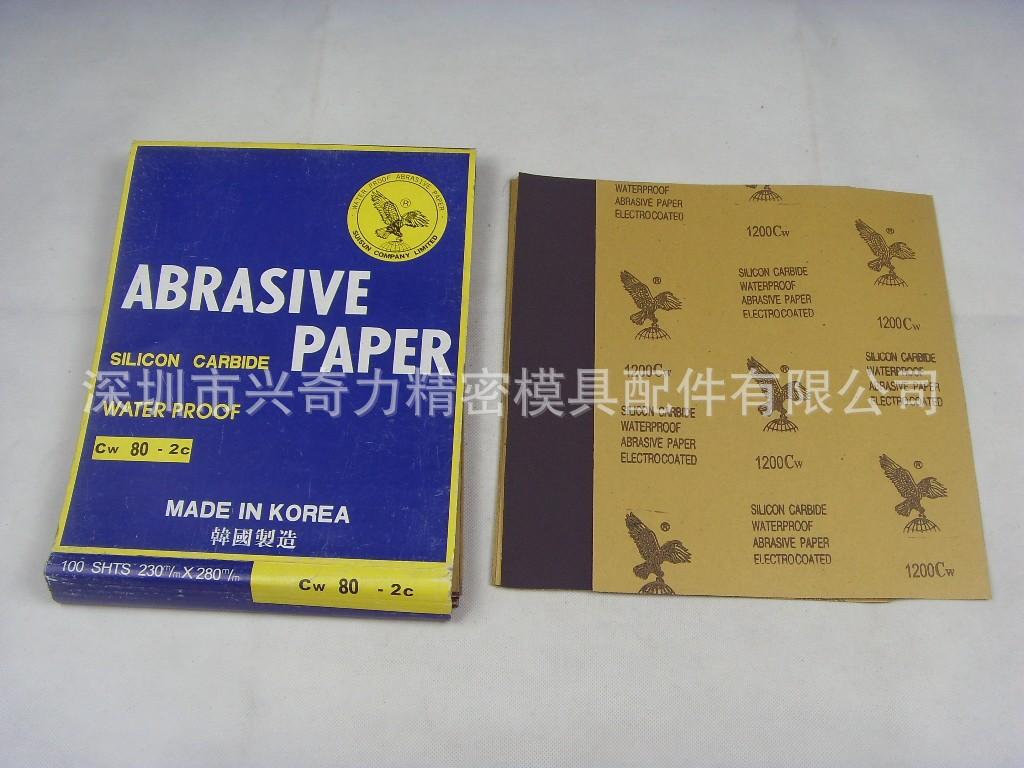 WATER PROOF ABRASIVE PAPER
®
SUISUN COMPANY LIMITED
ABRASIVE
PAPER
SILICON CARBIDE
WATER PROOF
Cw 80 - 2c
MADE IN KOREA
韓國製造
100 SHTS 230m/m X 280m/m
Cw 80 - 2c
WATERPROOF
ABRASIVE PAPER
ELECTROCOATED
1200Cw
®
®
SILICON CARBIDE
WATERPROOF
ABRASIVE PAPER
ELECTROCOATED
1200Cw
1200Cw
®
SILICON CARBIDE
WATERPROOF
ABRASIVE PAPER
ELECTROCOATED
SILICON CARBIDE
WATERPROOF
ABRASIVE PAPER
ELECTROCOATED
1200Cw
®
®
SILICON CARBIDE
WATERPROOF
ABRASIVE PAPER
ELECTROCOATED
1200Cw
深圳市兴奇力精密模具配件有限公司